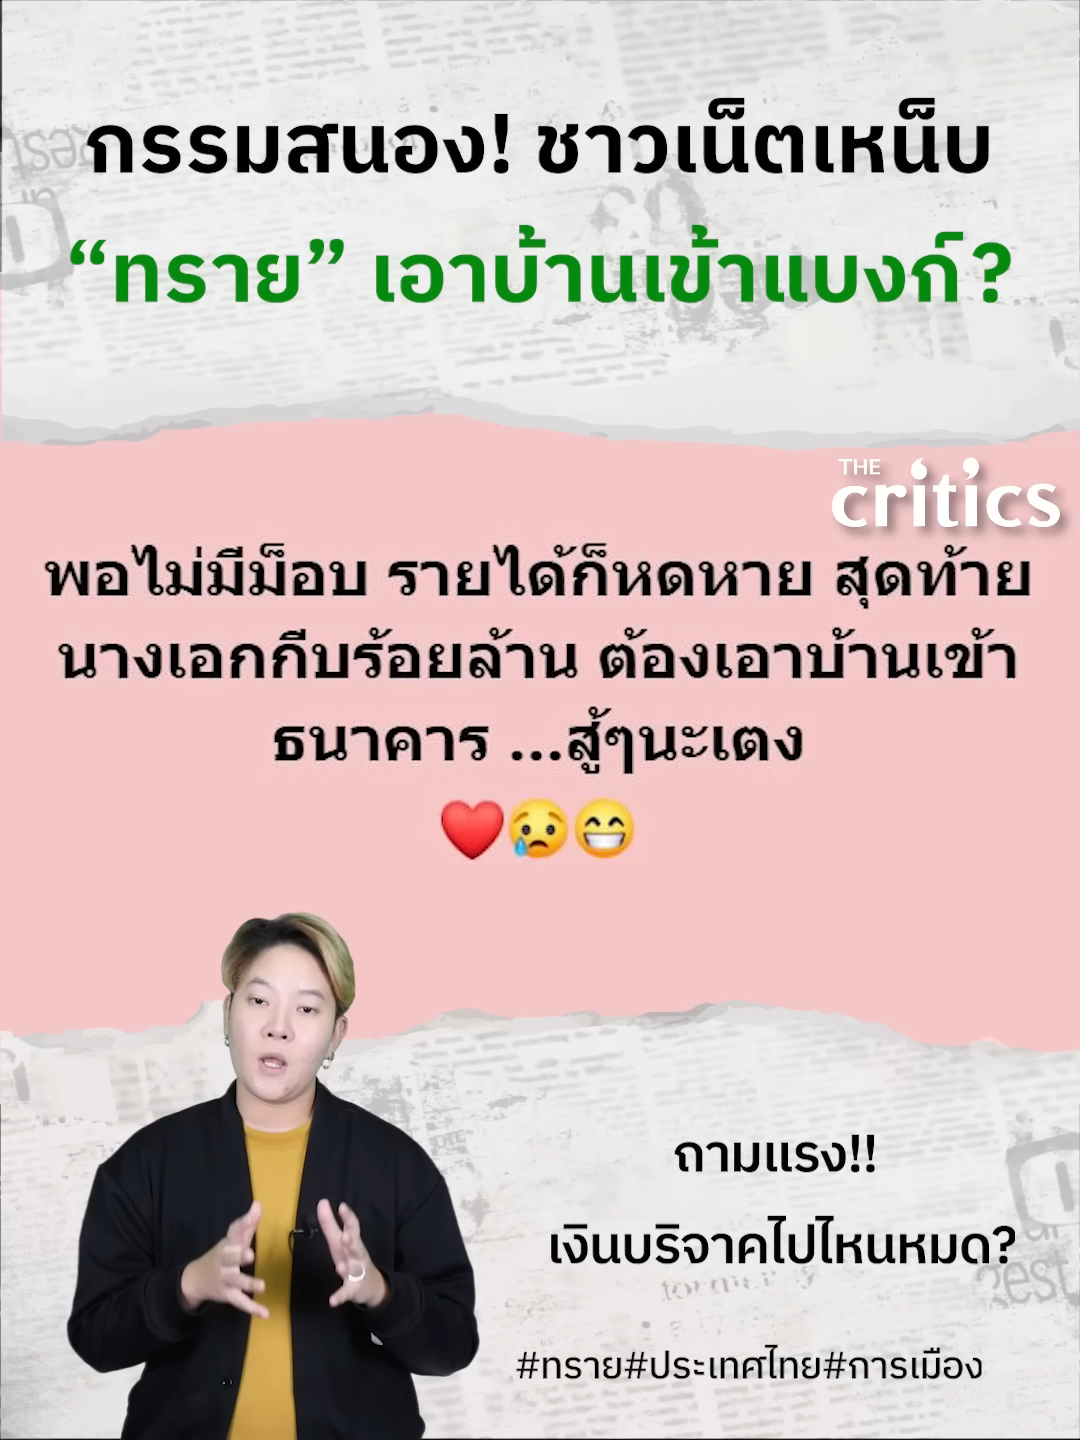 กรรมสนอง! ชาวเน็ตเหน็บ
“ทราย” เอาบ้านเข้าแบงก์?
THE
critics
พอไม่มีม็อบ รายได้ก็หดหาย สุดท้าย
นางเอกกีบร้อยล้าน ต้องเอาบ้านเข้า
ธนาคาร ...สู้ๆนะเตง
❤️😢😁
ถามแรง!!
เงินบริจาคไปไหนหมด?
#ทราย#ประเทศไทย#การเมือง